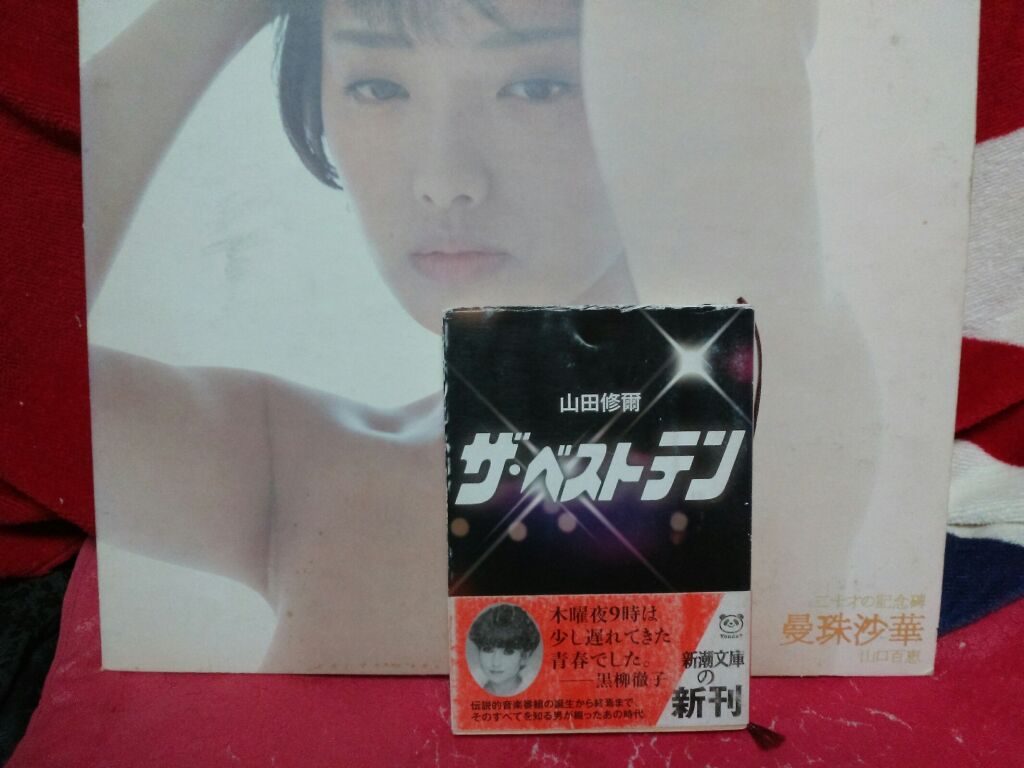 山田修爾
ザ・ベストテン
木曜夜9時は
少し遅れてきた
青春でした。
──黒柳徹子
伝説的音楽番組の誕生から終焉まで、
そのすべてを知る男が綴ったあの時代。
Yonda?
新潮文庫
の
新刊
二十才の記念碑
曼珠沙華
山口百恵